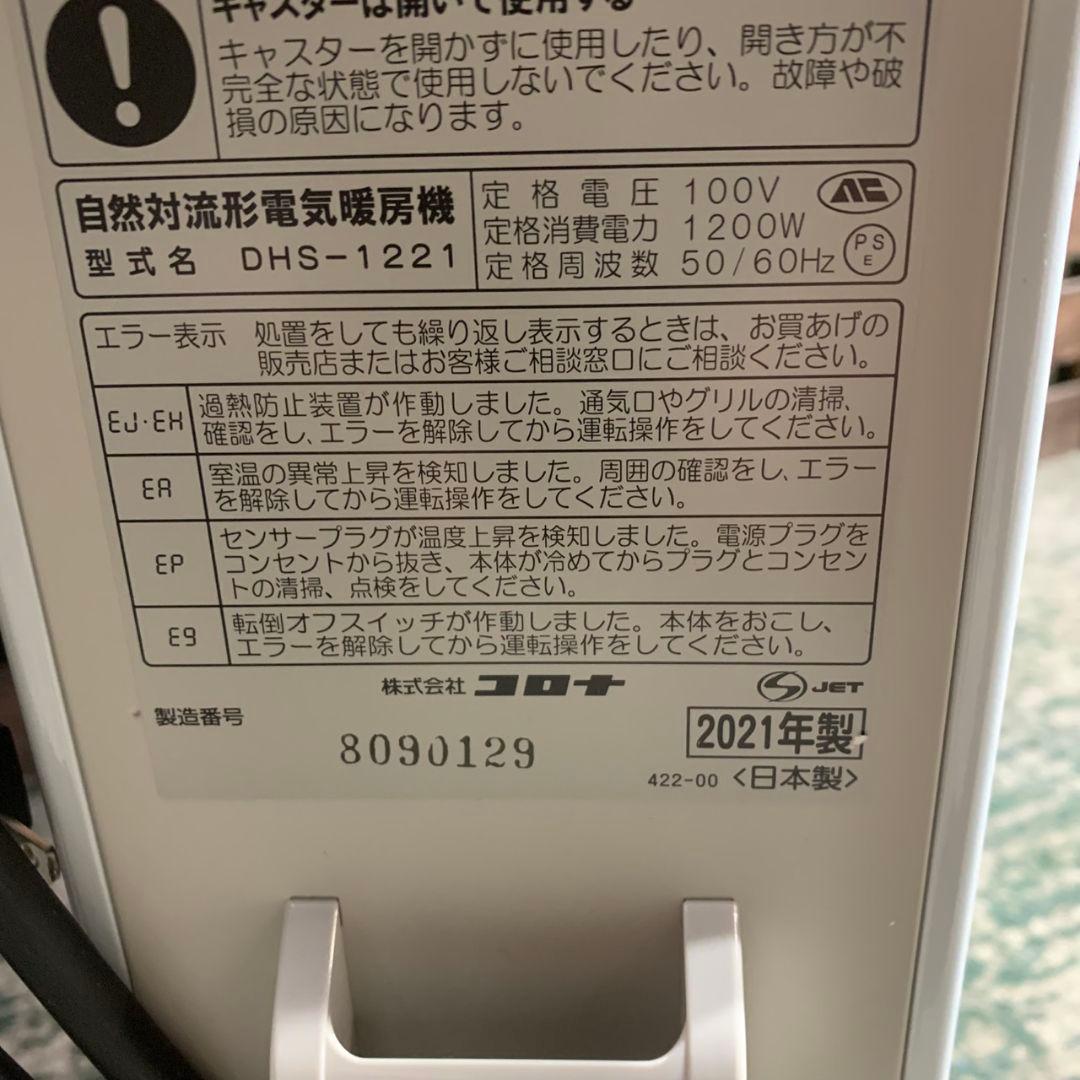 キャスターは開いて使用する
キャスターを開かずに使用したり、開き方が不
完全な状態で使用しないでください。故障や破
損の原因になります。
自然対流形電気暖房機
型式名 DHS-1221
定格電圧 100V
定格消費電力 1200W
定格周波数 50/60Hz
PSE
エラー表示 処置をしても繰り返し表示するときは、お買あげの
販売店またはお客様ご相談窓口にご相談ください。
EJ・EH 過熱防止装置が作動しました。通気口やグリルの清掃、
確認をし、エラーを解除してから運転操作をしてください。
EA 室温の異常上昇を検知しました。周囲の確認をし、エラー
を解除してから運転操作をしてください。
EP センサープラグが温度上昇を検知しました。電源プラグを
コンセントから抜き、本体が冷めてからプラグとコンセン
トの清掃、点検をしてください。
E9 転倒オフスイッチが作動しました。本体をおこし、
エラーを解除してから運転操作をしてください。
株式会社 コロナ
JET
製造番号
8090129
2021年製
422-00 <日本製>